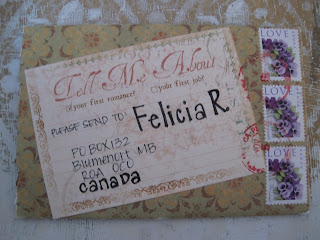 Tell Me About
your first romance? your first job?
PLEASE SEND TO: Felicia R.
PO BOX 132
Blumenort MB
R0A 0C0
Canada
LOVE
LOVE
LOVE